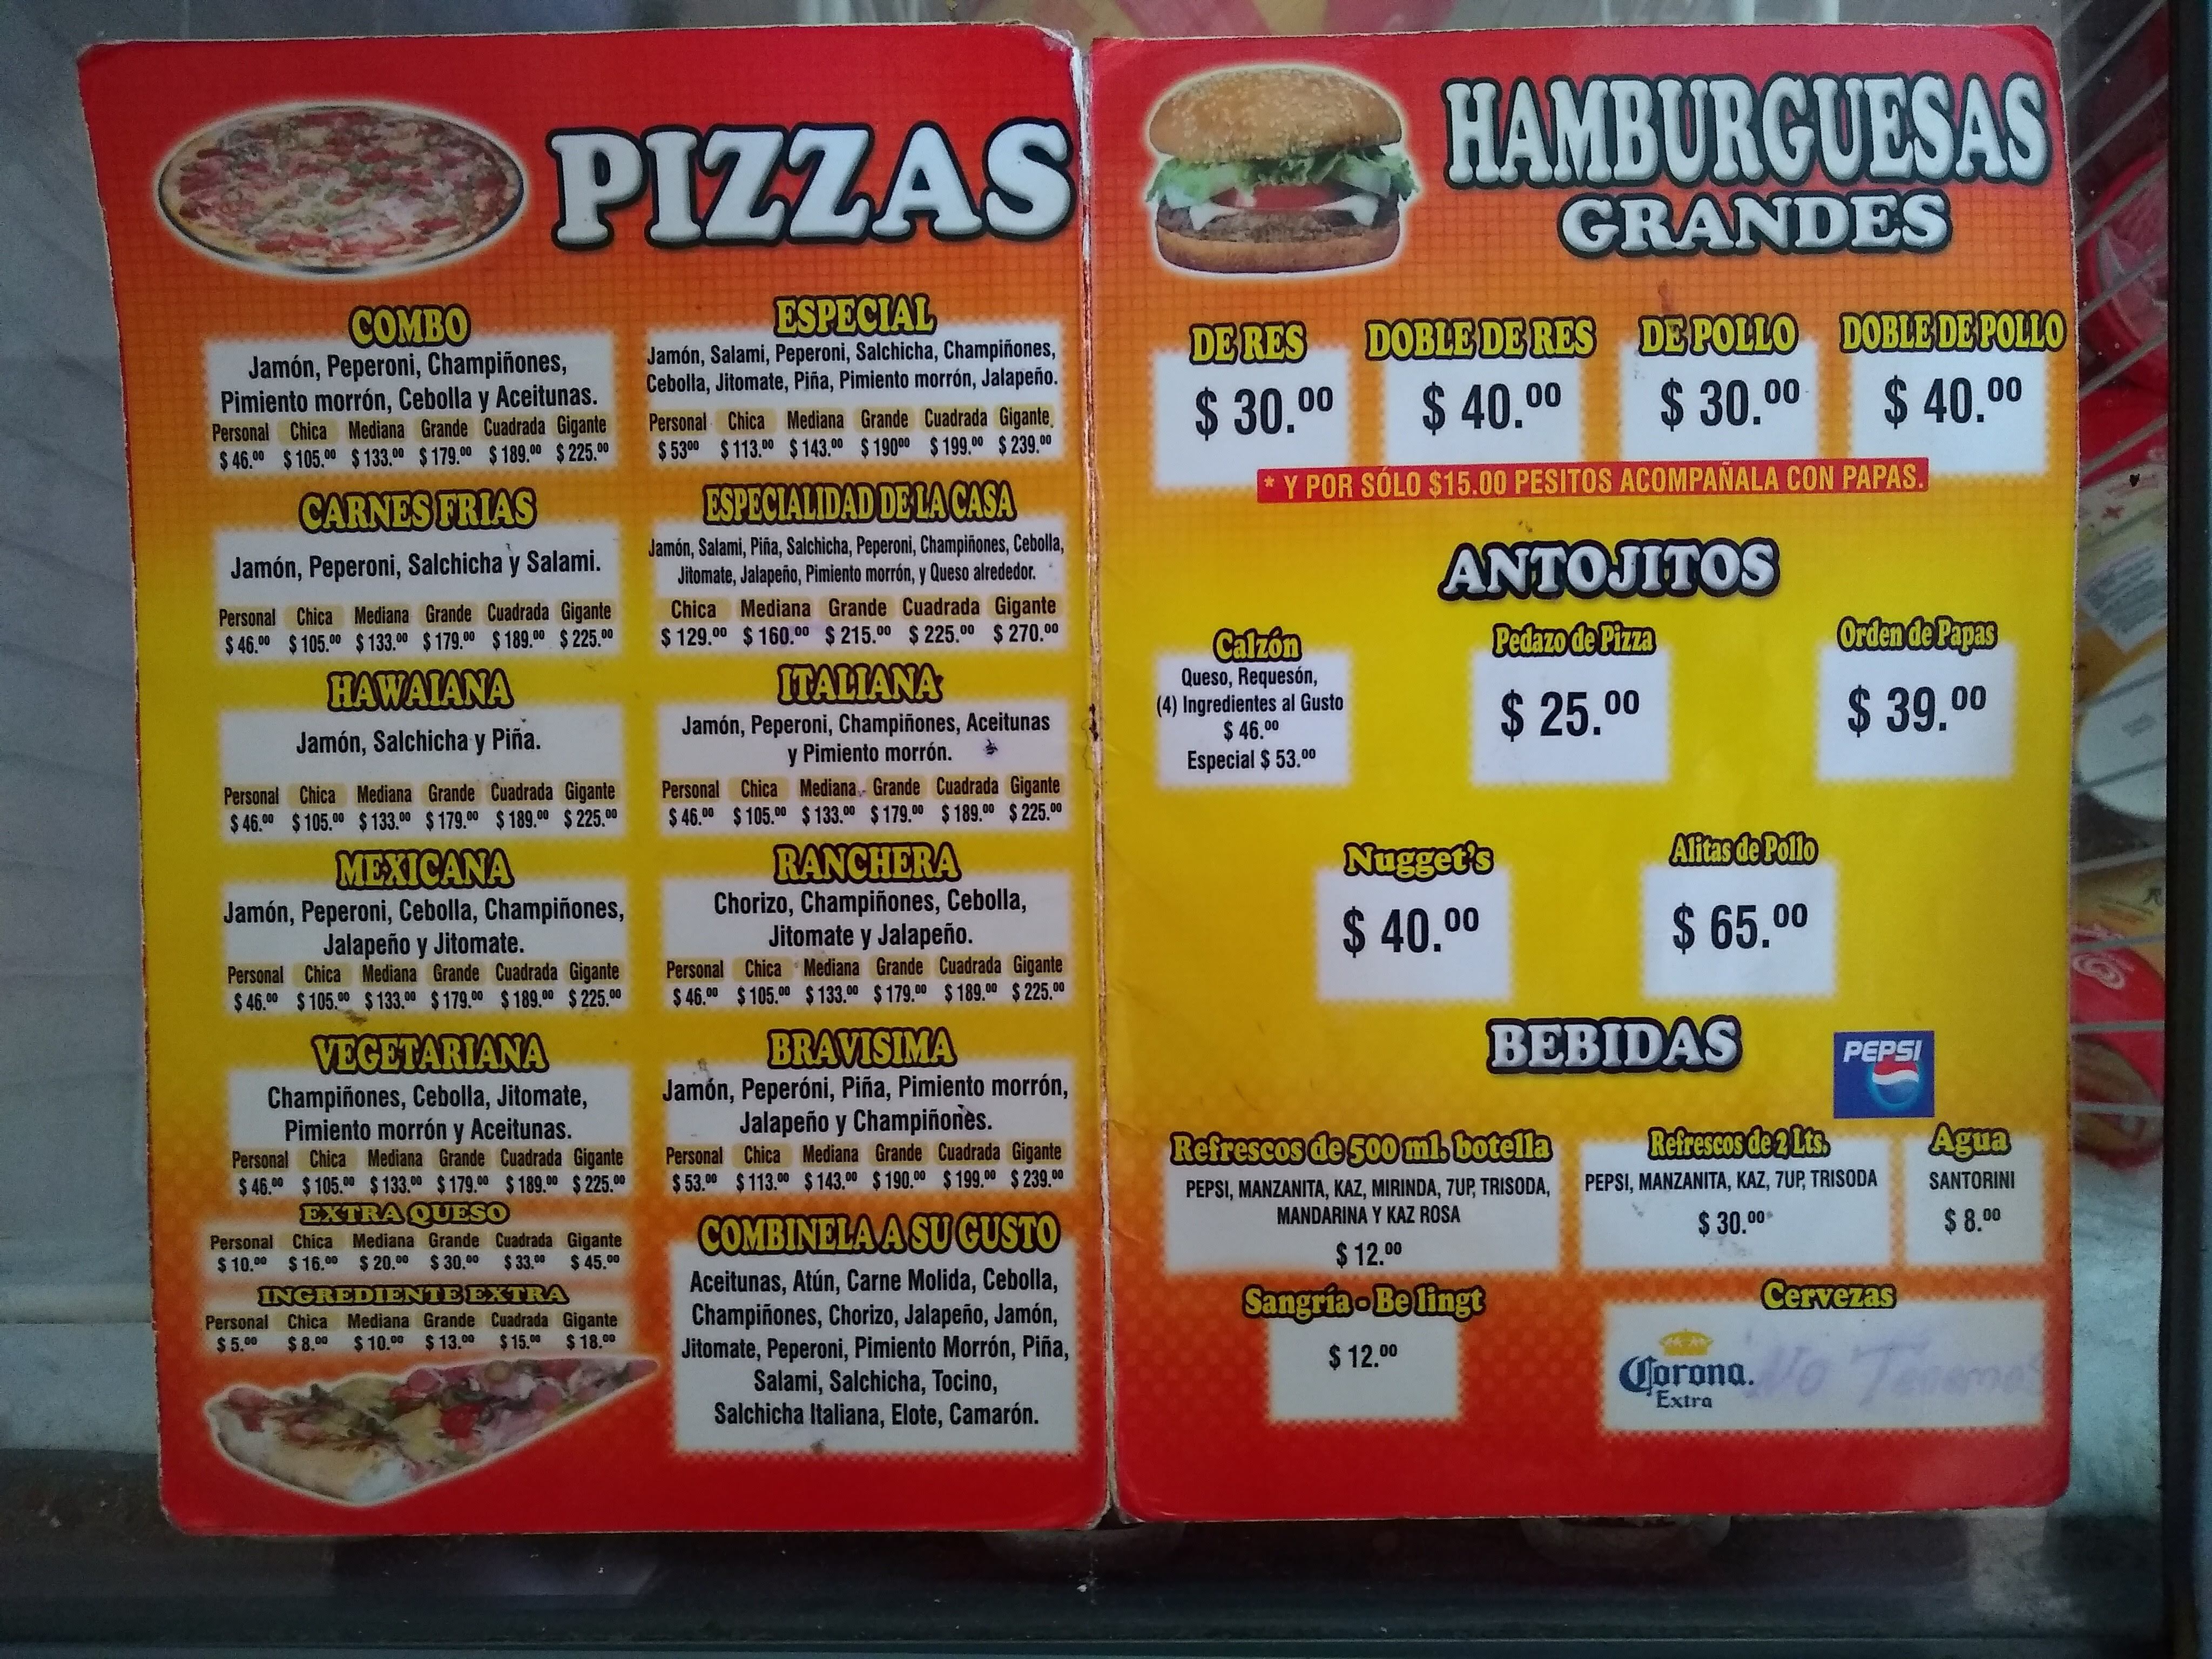 PIZZAS
COMBO
Jamón, Peperoni, Champiñones,
Pimiento morrón, Cebolla y Aceitunas.
Personal Chica Mediana Grande Cuadrada Gigante
$ 46.00 $ 105.00 $ 133.00 $ 179.00 $ 189.00 $ 225.00
CARNES FRIAS
Jamón, Peperoni, Salchicha y Salami.
Personal Chica Mediana Grande Cuadrada Gigante
$ 46.00 $ 105.00 $ 133.00 $ 179.00 $ 189.00 $ 225.00
HAWAIANA
Jamón, Salchicha y Piña.
Personal Chica Mediana Grande Cuadrada Gigante
$ 46.00 $ 105.00 $ 133.00 $ 179.00 $ 189.00 $ 225.00
MEXICANA
Jamón, Peperoni, Cebolla, Champiñones,
Jalapeño y Jitomate.
Personal Chica Mediana Grande Cuadrada Gigante
$ 46.00 $ 105.00 $ 133.00 $ 179.00 $ 189.00 $ 225.00
VEGETARIANA
Champiñones, Cebolla, Jitomate,
Pimiento morrón y Aceitunas.
Personal Chica Mediana Grande Cuadrada Gigante
$ 46.00 $ 105.00 $ 133.00 $ 179.00 $ 189.00 $ 225.00
EXTRA QUESO
Personal Chica Mediana Grande Cuadrada Gigante
$ 10.00 $ 16.00 $ 20.00 $ 30.00 $ 33.00 $ 45.00
INGREDIENTE EXTRA
Personal Chica Mediana Grande Cuadrada Gigante
$ 5.00 $ 8.00 $ 10.00 $ 13.00 $ 15.00 $ 18.00
ESPECIAL
Jamón, Salami, Peperoni, Salchicha, Champiñones,
Cebolla, Jitomate, Piña, Pimiento morrón, Jalapeño.
Personal Chica Mediana Grande Cuadrada Gigante
$ 5300 $ 113.00 $ 143.00 $ 19000 $ 199.00 $ 239.00
ESPECIALIDAD DE LA CASA
Jamón, Salami, Piña, Salchicha, Peperoni, Champiñones, Cebolla,
Jitomate, Jalapeño, Pimiento morrón, y Queso alrededor.
Chica Mediana Grande Cuadrada Gigante
$ 129.00 $ 160.00 $ 215.00 $ 225.00 $ 270.00
ITALIANA
Jamón, Peperoni, Champiñones, Aceitunas
y Pimiento morrón.
Personal Chica Mediana Grande Cuadrada Gigante
$ 46.00 $ 105.00 $ 133.00 $ 179.00 $ 189.00 $ 225.00
RANCHERA
Chorizo, Champiñones, Cebolla,
Jitomate y Jalapeño.
Personal Chica Mediana Grande Cuadrada Gigante
$ 46.00 $ 105.00 $ 133.00 $ 179.00 $ 189.00 $ 225.00
BRAVISIMA
Jamón, Peperóni, Piña, Pimiento morrón,
Jalapeño y Champiñones.
Personal Chica Mediana Grande Cuadrada Gigante
$ 53.00 $ 113.00 $ 143.00 $ 190.00 $ 199.00 $ 239.00
COMBINELA A SU GUSTO
Aceitunas, Atún, Carne Molida, Cebolla,
Champiñones, Chorizo, Jalapeño, Jamón,
Jitomate, Peperoni, Pimiento Morrón, Piña,
Salami, Salchicha, Tocino,
Salchicha Italiana, Elote, Camarón.
HAMBURGUESAS
GRANDES
DE RES DOBLE DE RES DE POLLO DOBLE DE POLLO
$ 30.00 $ 40.00 $ 30.00 $ 40.00
* Y POR SÓLO $15.00 PESITOS ACOMPAÑALA CON PAPAS.
ANTOJITOS
Calzón
Queso, Requesón,
(4) Ingredientes al Gusto
$ 46.00
Especial $ 53.00
Pedazo de Pizza
$ 25.00
Orden de Papas
$ 39.00
Nugget's
$ 40.00
Alitas de Pollo
$ 65.00
BEBIDAS
PEPSI
Refrescos de 500 ml. botella
PEPSI, MANZANITA, KAZ, MIRINDA, 7UP, TRISODA,
MANDARINA Y KAZ ROSA
$ 12.00
Refrescos de 2 Lts.
PEPSI, MANZANITA, KAZ, 7UP, TRISODA
$ 30.00
Agua
SANTORINI
$ 8.00
Sangría - Be lingt
$ 12.00
Cervezas
Corona.
Extra
No Tenemos